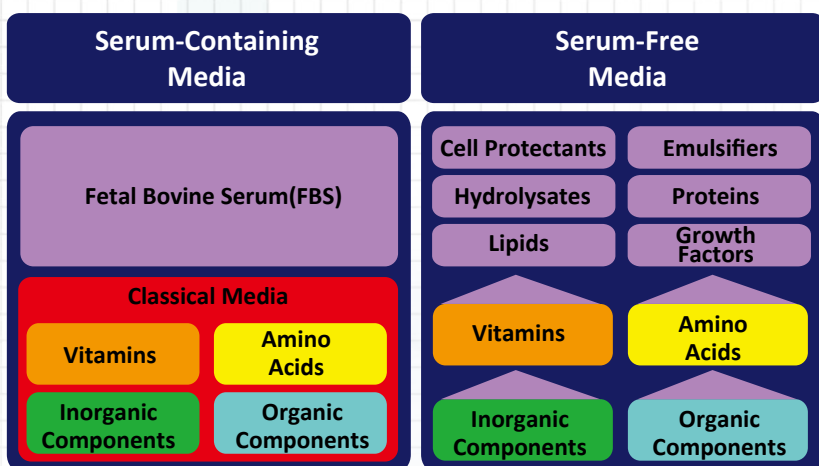 Serum-Containing
Media
Serum-Free
Media
Fetal Bovine Serum(FBS)
Classical Media
Vitamins
Amino
Acids
Inorganic
Components
Organic
Components
Cell Protectants
Emulsifiers
Hydrolysates
Proteins
Lipids
Growth
Factors
Vitamins
Amino
Acids
Inorganic
Components
Organic
Components